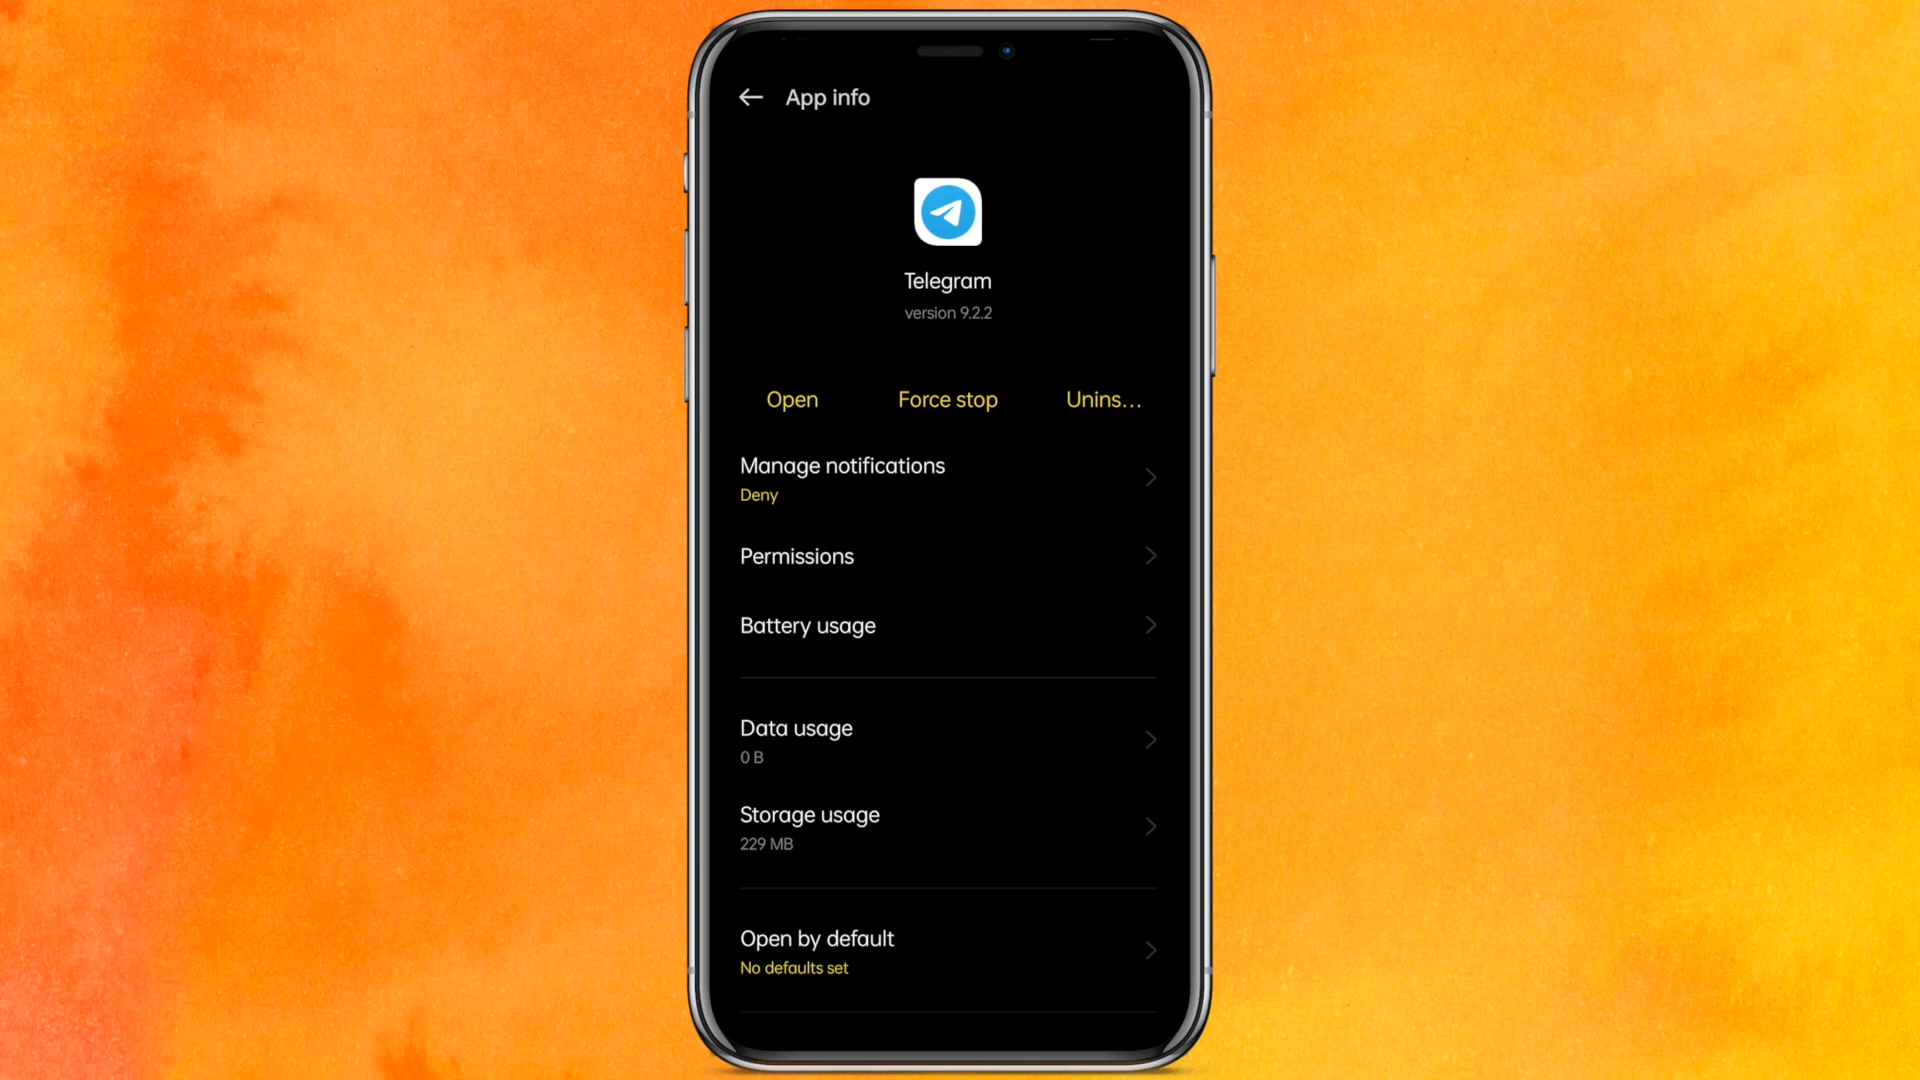 App info
Telegram
version 9.2.2
Open Force stop Unins...
Manage notifications
Deny
Permissions
Battery usage
Data usage
0 B
Storage usage
229 MB
Open by default
No defaults set